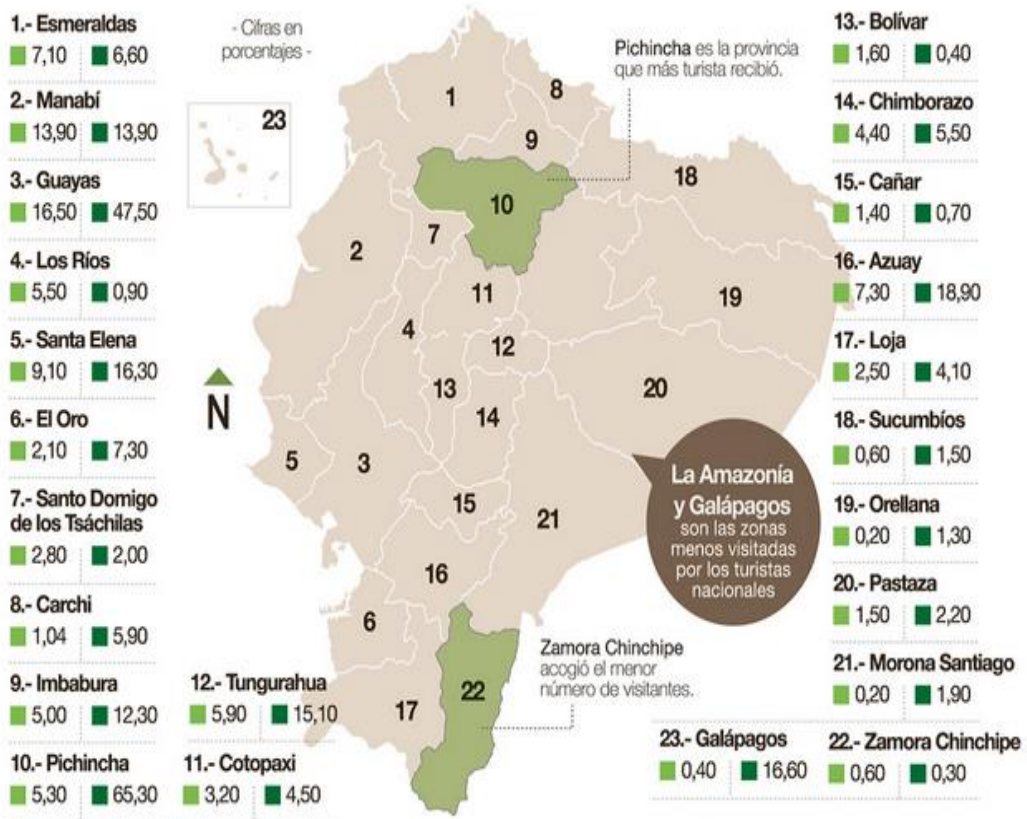 1.- Esmeraldas
7,10 6,60
2.- Manabí
13,90 13,90
3.- Guayas
16,50 47,50
4.- Los Ríos
5,50 0,90
5.- Santa Elena
9,10 16,30
6.- El Oro
2,10 7,30
7.- Santo Domigo
de los Tsáchilas
2,80 2,00
8.- Carchi
1,04 5,90
9.- Imbabura
5,00 12,30
10.- Pichincha
5,30 65,30
12.- Tungurahua
5,90 15,10
11.- Cotopaxi
3,20 4,50
- Cifras en
porcentajes -
Pichincha es la provincia
que más turista recibió.
23
1
8
9
18
10
7
2
11
19
4
12
20
13
14
N
5
3
15
21
16
6
22
17
La Amazonía
y Galápagos
son las zonas
menos visitadas
por los turistas
nacionales
Zamora Chinchipe
acogió el menor
número de visitantes.
13.- Bolívar
1,60 0,40
14.- Chimborazo
4,40 5,50
15.- Cañar
1,40 0,70
16.- Azuay
7,30 18,90
17.- Loja
2,50 4,10
18.- Sucumbíos
0,60 1,50
19.- Orellana
0,20 1,30
20.- Pastaza
1,50 2,20
21.- Morona Santiago
0,20 1,90
23.- Galápagos
0,40 16,60
22.- Zamora Chinchipe
0,60 0,30